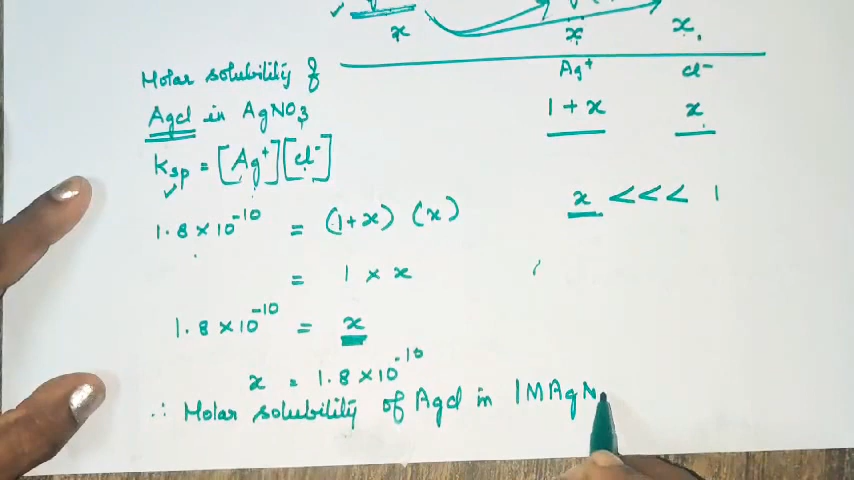 x x x
Molar solubility of Ag⁺ Cl⁻
AgCl in AgNO₃ 1 + x x
Ksp = [Ag⁺][Cl⁻]
x <<< 1
1.8 × 10⁻¹⁰ = (1+x) (x)
= 1 × x
1.8 × 10⁻¹⁰ = x
x = 1.8 × 10⁻¹⁰
∴ Molar solubility of AgCl in 1M AgN